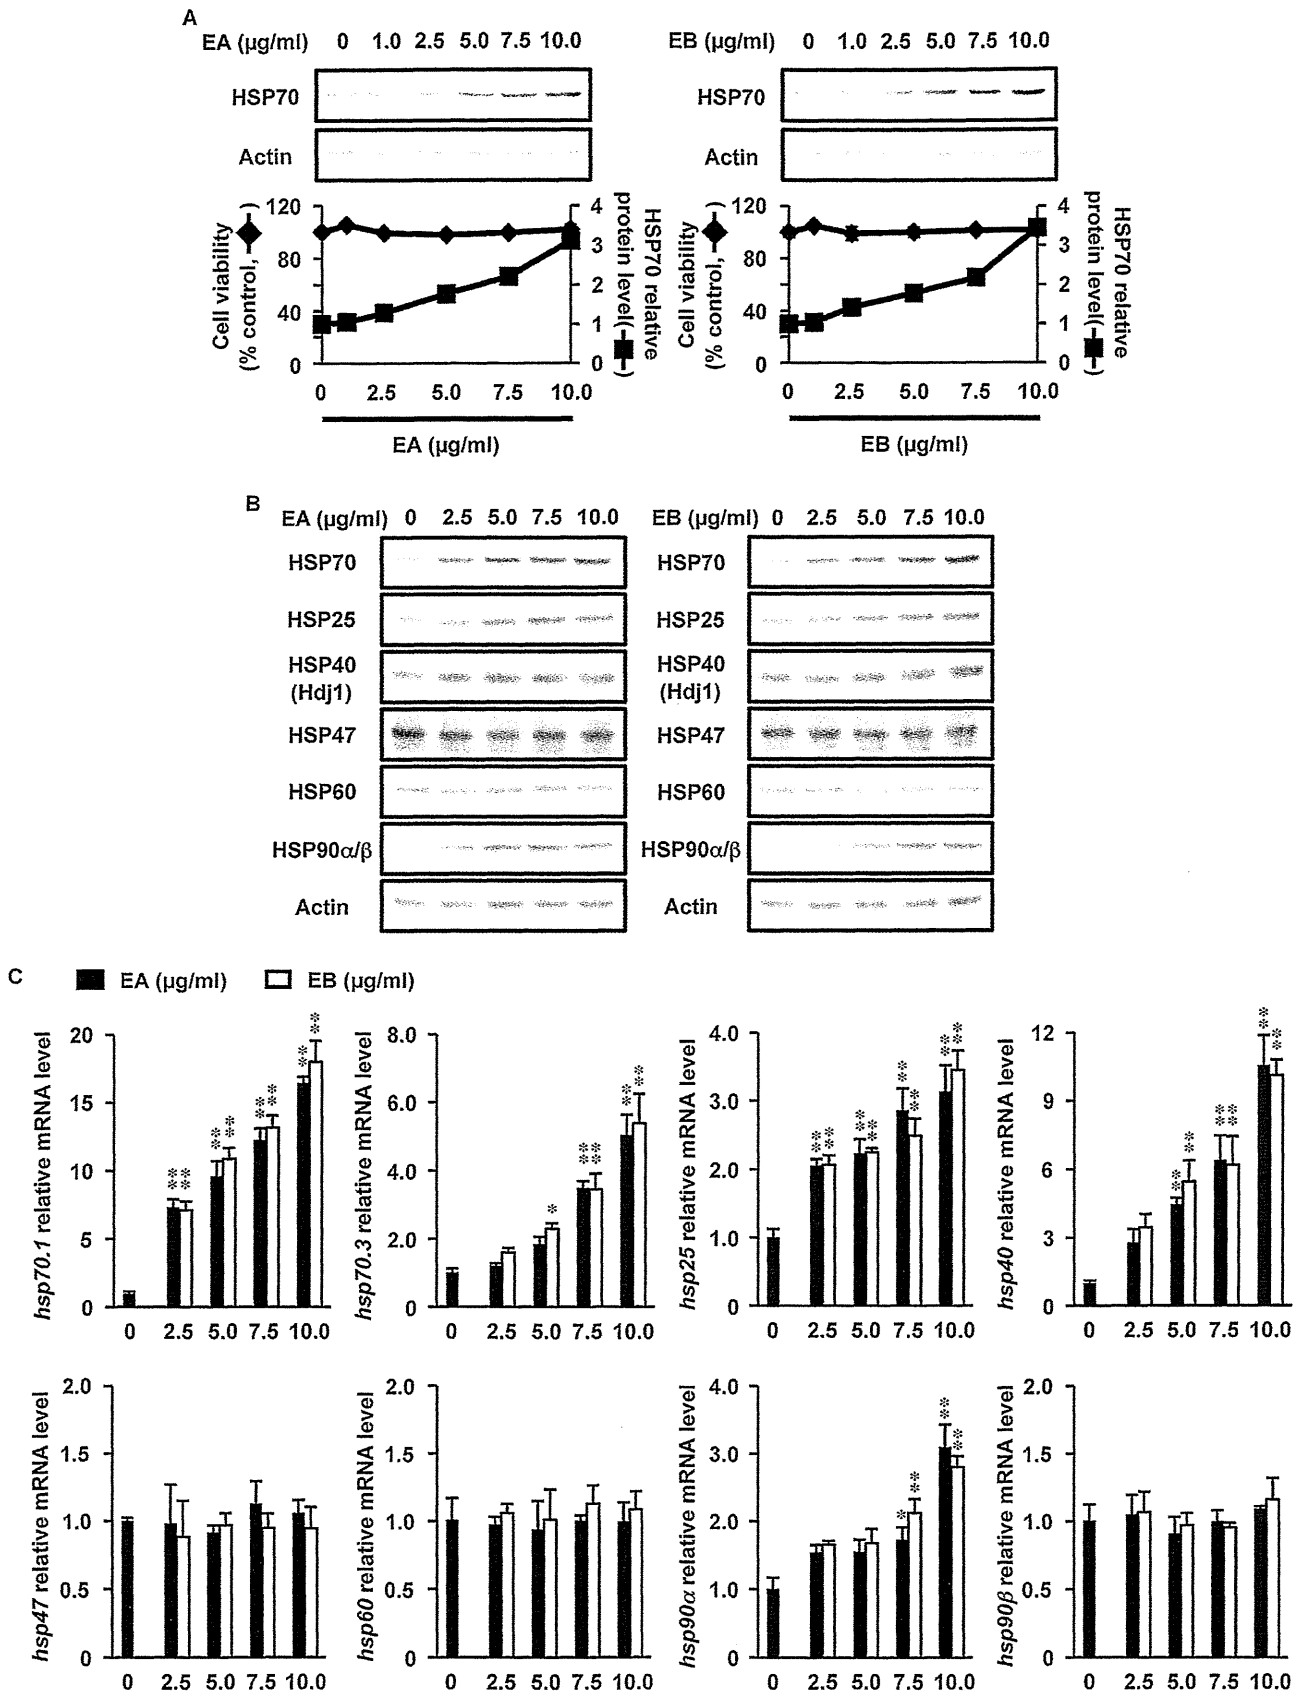 A
EA (µg/ml) 0 1.0 2.5 5.0 7.5 10.0
EB (µg/ml) 0 1.0 2.5 5.0 7.5 10.0
HSP70
HSP70
Actin
Actin
Cell viability
(% control, )
120
80
40
0
4
3
2
1
0
HSP70 relative
protein level( )
0 2.5 5.0 7.5 10.0
EA (µg/ml)
Cell viability
(% control, )
120
80
40
0
4
3
2
1
0
HSP70 relative
protein level( )
0 2.5 5.0 7.5 10.0
EB (µg/ml)
B
EA (µg/ml) 0 2.5 5.0 7.5 10.0
HSP70
HSP25
HSP40
(Hdj1)
HSP47
HSP60
HSP90α/β
Actin
EB (µg/ml) 0 2.5 5.0 7.5 10.0
HSP70
HSP25
HSP40
(Hdj1)
HSP47
HSP60
HSP90α/β
Actin
C
EA (µg/ml) EB (µg/ml)
hsp70.1 relative mRNA level
20
15
10
5
0
** ** ** ** ** ** ** **
0 2.5 5.0 7.5 10.0
hsp70.3 relative mRNA level
8.0
6.0
4.0
2.0
0
* ** ** ** **
0 2.5 5.0 7.5 10.0
hsp25 relative mRNA level
4.0
3.0
2.0
1.0
0
** ** ** ** ** ** ** **
0 2.5 5.0 7.5 10.0
hsp40 relative mRNA level
12
9
6
3
0
** ** ** ** ** **
0 2.5 5.0 7.5 10.0
hsp47 relative mRNA level
2.0
1.5
1.0
0.5
0
0 2.5 5.0 7.5 10.0
hsp60 relative mRNA level
2.0
1.5
1.0
0.5
0
0 2.5 5.0 7.5 10.0
hsp90α relative mRNA level
4.0
3.0
2.0
1.0
0
* ** ** **
0 2.5 5.0 7.5 10.0
hsp90β relative mRNA level
2.0
1.5
1.0
0.5
0
0 2.5 5.0 7.5 10.0